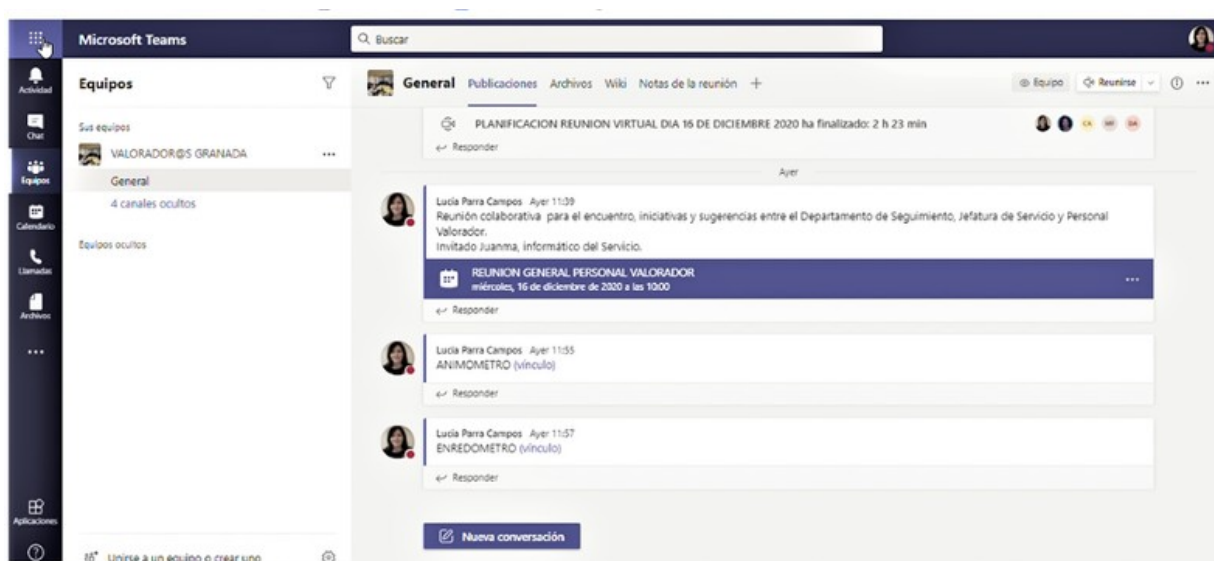 Microsoft Teams
Buscar
Actividad
Chat
Equipos
Calendario
Llamadas
Archivos
Aplicaciones
Equipos
Sus equipos
VALORADOR@S GRANADA
General
4 canales ocultos
Equipos ocultos
Unirse a un equipo o crear uno
General Publicaciones Archivos Wiki Notas de la reunión
Equipo Reunirse
PLANIFICACION REUNION VIRTUAL DIA 16 DE DICIEMBRE 2020 ha finalizado: 2 h 23 min
CA
DA
Responder
Ayer
Lucia Parra Campos Ayer 11:39
Reunión colaborativa para el encuentro, iniciativas y sugerencias entre el Departamento de Seguimiento, Jefatura de Servicio y Personal
Valorador.
Invitado Juanma, informático del Servicio.
REUNION GENERAL PERSONAL VALORADOR
miércoles, 16 de diciembre de 2020 a las 10:00
Responder
Lucia Parra Campos Ayer 11:55
ANIMOMETRO (vínculo)
Responder
Lucia Parra Campos Ayer 11:57
ENREDOMETRO (vínculo)
Responder
Nueva conversación